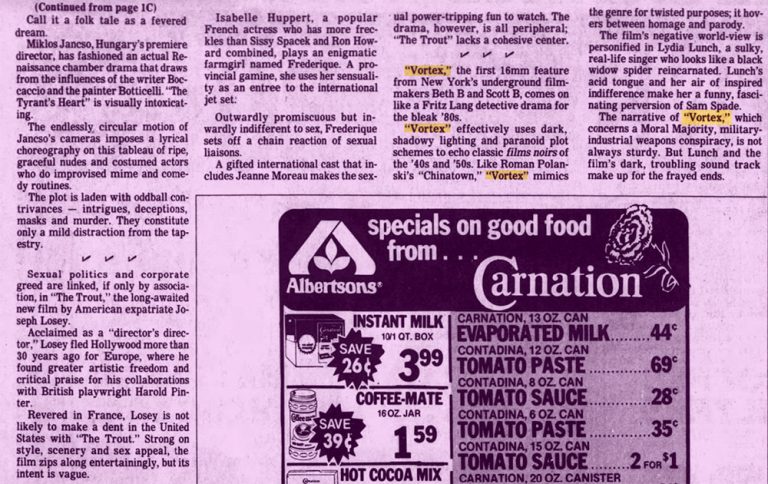 (Continued from page 1C)
Call it a folk tale as a fevered
dream.
Miklos Jancso, Hungary's premiere
director, has fashioned an actual Re-
naissance chamber drama that draws
from the influences of the writer Boc-
caccio and the painter Botticelli. "The
Tyrant's Heart" is visually intoxicat-
ing.
The endlessly circular motion of
Jancso's cameras imposes a lyrical
choreography on this tableau of ripe,
graceful nudes and costumed actors
who do improvised mime and come-
dy routines.
The plot is laden with oddball con-
trivances — intrigues, deceptions,
masks and murder. They constitute
only a mild distraction from the tap-
estry.
Sexual politics and corporate
greed are linked, if only by associa-
tion, in "The Trout," the long-awaited
new film by American expatriate Jo-
seph Losey.
Acclaimed as a "director's direc-
tor," Losey fled Hollywood more than
30 years ago for Europe, where he
found greater artistic freedom and
critical praise for his collaborations
with British playwright Harold Pin-
ter.
Revered in France, Losey is not
likely to make a dent in the United
States with "The Trout." Strong on
style, scenery and sex appeal, the
film zips along entertainingly, but its
intent is vague.
Isabelle Huppert, a popular
French actress who has more frec-
kles than Sissy Spacek and Ron How-
ard combined, plays an enigmatic
farmgirl named Frederique. A pro-
vincial gamine, she uses her sensuali-
ty as an entree to the international
jet set:
Outwardly promiscuous but in-
wardly indifferent to sex, Frederique
sets off a chain reaction of sexual
liaisons.
A gifted international cast that in-
cludes Jeanne Moreau makes the sex-
ual power-tripping fun to watch. The
drama, however, is all peripheral;
"The Trout" lacks a cohesive center.
"Vortex," the first 16mm feature
from New York's underground film-
makers Beth B and Scott B, comes on
like a Fritz Lang detective drama for
the bleak '80s.
"Vortex" effectively uses dark,
shadowy lighting and paranoid plot
schemes to echo classic films noirs of
the '40s and '50s. Like Roman Polan-
ski's "Chinatown," "Vortex" mimics
the genre for twisted purposes; it hov-
ers between homage and parody.
The film's negative world-view is
personified in Lydia Lunch, a sulky,
real-life singer who looks like a black
widow spider reincarnated. Lunch's
acid tongue and her air of inspired
indifference make her a funny, fasci-
nating perversion of Sam Spade.
The narrative of "Vortex," which
concerns a Moral Majority, military-
industrial weapons conspiracy, is not
always sturdy. But Lunch and the
film's dark, troubling sound track
make up for the frayed ends.
Albertsons®
specials on good food
from...
Carnation
INSTANT MILK
10/1 QT. BOX
SAVE
26¢
3.99
COFFEE-MATE
16 OZ. JAR
SAVE
39¢
1.59
HOT COCOA MIX
CARNATION, 13 OZ. CAN
EVAPORATED MILK........44¢
CONTADINA, 12 OZ. CAN
TOMATO PASTE............69¢
CONTADINA, 8 OZ. CAN
TOMATO SAUCE...........28¢
CONTADINA, 6 OZ. CAN
TOMATO PASTE............35¢
CONTADINA, 15 OZ. CAN
TOMATO SAUCE......2 FOR $1
CARNATION, 20 OZ. CANISTER